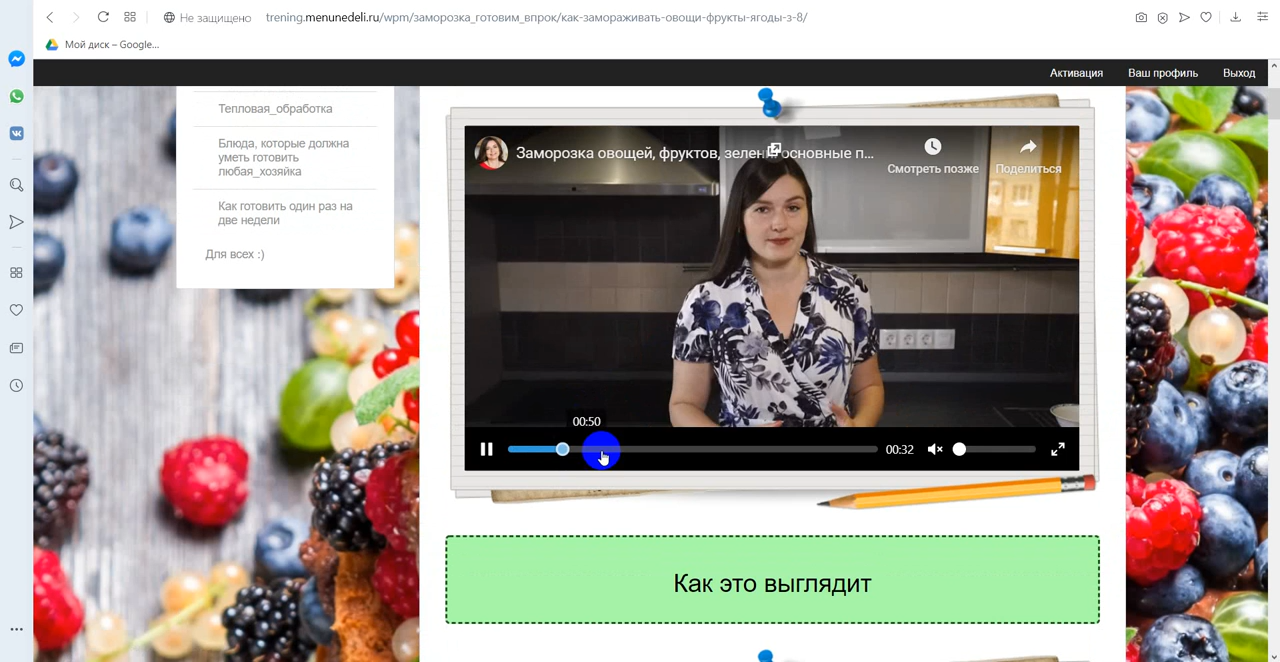 Не защищено
trening.menunedeli.ru/wpm/заморозка_готовим_впрок/как-замораживать-овощи-фрукты-ягоды-з-8/
Мой диск – Google...
Активация
Ваш профиль
Выход
Тепловая_обработка
Блюда, которые должна
уметь готовить
любая_хозяйка
Как готовить один раз на
две недели
Для всех :)
Заморозка овощей, фруктов, зелени_основные п...
Смотреть позже
Поделиться
00:50
00:32
Как это выглядит